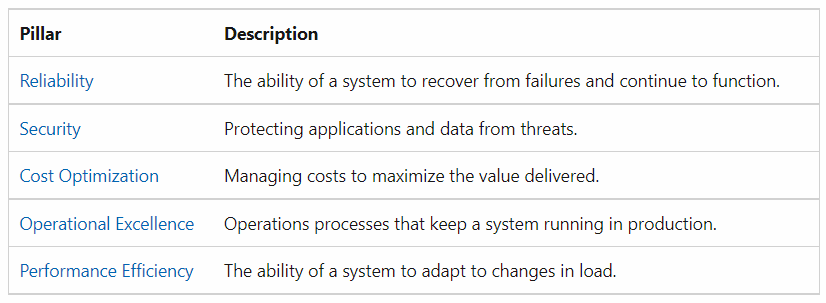 Pillar Description
Reliability The ability of a system to recover from failures and continue to function.
Security Protecting applications and data from threats.
Cost Optimization Managing costs to maximize the value delivered.
Operational Excellence Operations processes that keep a system running in production.
Performance Efficiency The ability of a system to adapt to changes in load.